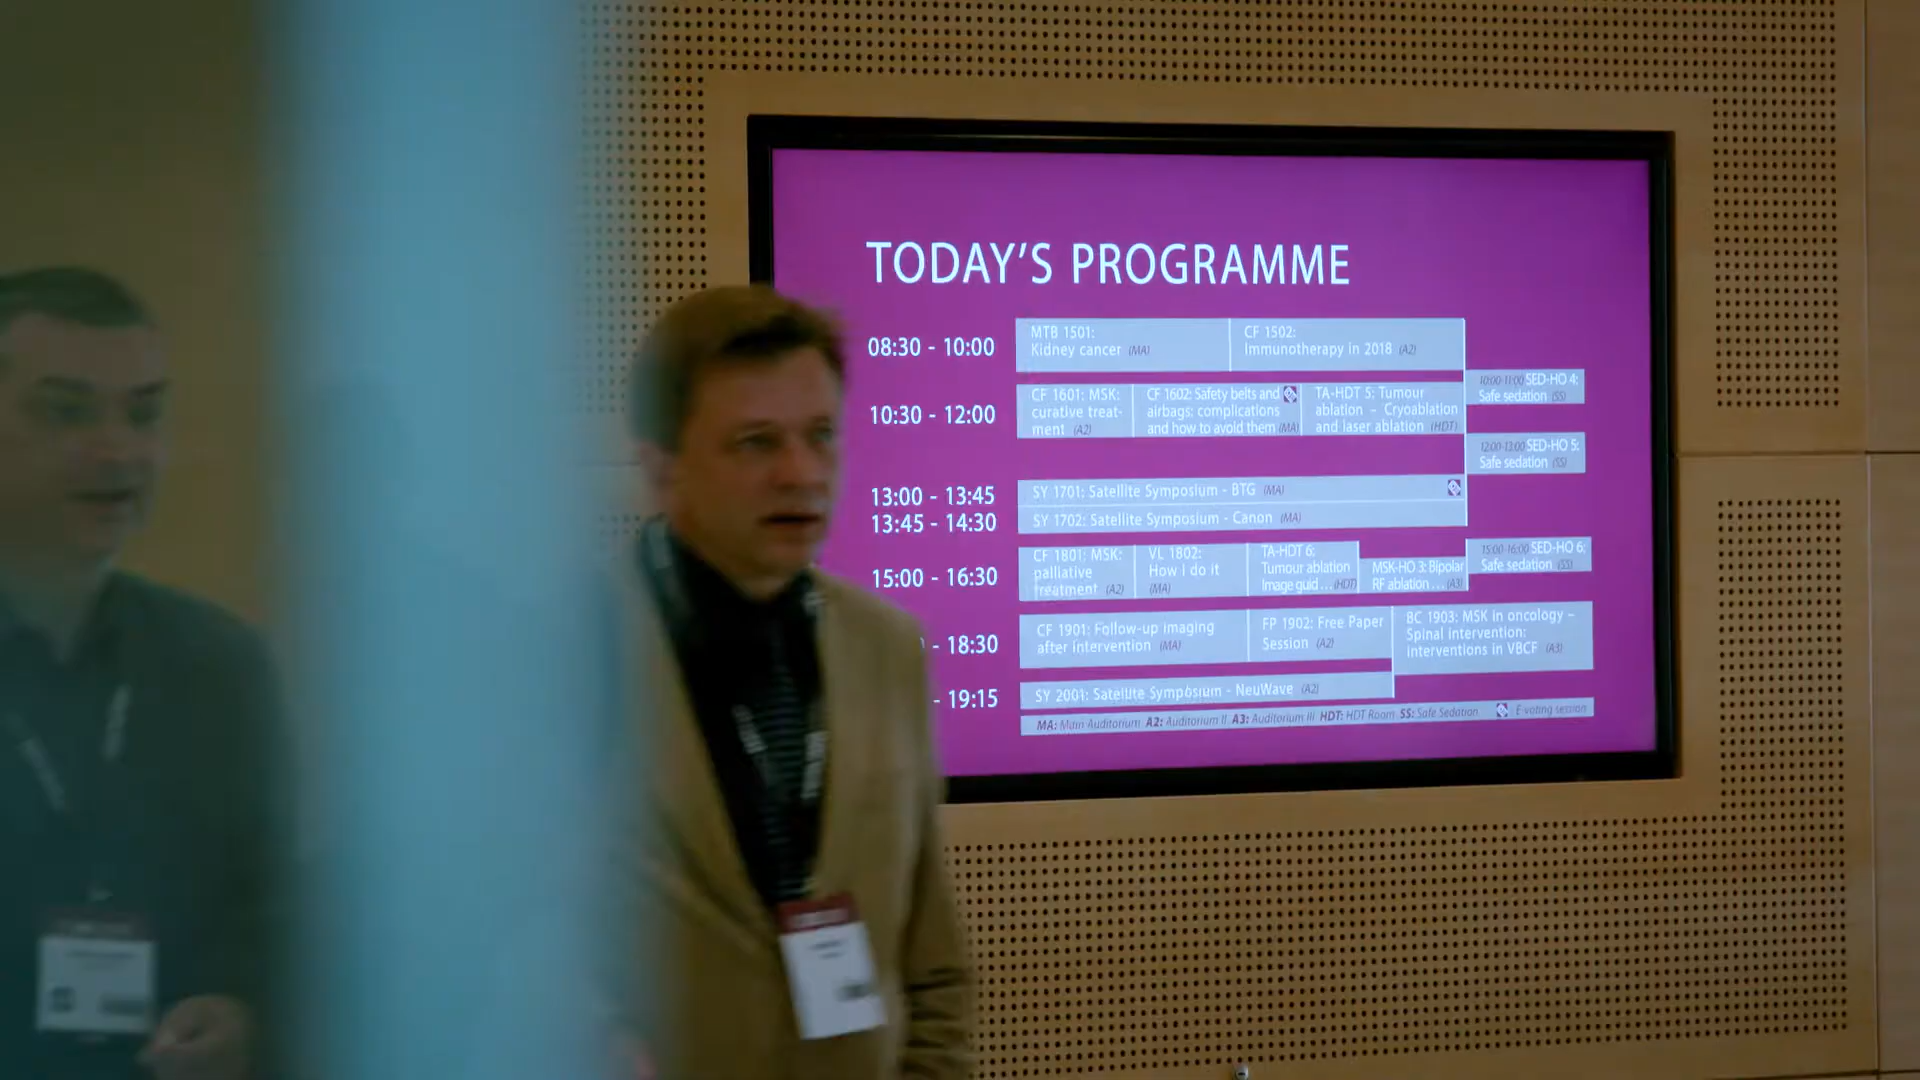 TODAY'S PROGRAMME
08:30 - 10:00
MTB 1501:
Kidney cancer (MA)
CF 1502:
Immunotherapy in 2018 (A2)
10:30 - 12:00
CF 1601: MSK:
curative treat-
ment (A2)
CF 1602: Safety belts and
airbags: complications
and how to avoid them (MA)
TA-HDT 5: Tumour
ablation – Cryoablation
and laser ablation (HDT)
10:00-11:00 SED-HO 4:
Safe sedation (SS)
12:00-13:00 SED-HO 5:
Safe sedation (SS)
13:00 - 13:45
SY 1701: Satellite Symposium - BTG (MA)
13:45 - 14:30
SY 1702: Satellite Symposium - Canon (MA)
15:00 - 16:30
CF 1801: MSK:
palliative
treatment (A2)
VL 1802:
How I do it
(MA)
TA-HDT 6:
Tumour ablation
Image guid... (HDT)
MSK-HO 3: Bipolar
RF ablation... (A3)
15:00-16:00 SED-HO 6:
Safe sedation (SS)
- 18:30
CF 1901: Follow-up imaging
after intervention (MA)
FP 1902: Free Paper
Session (A2)
BC 1903: MSK in oncology –
Spinal intervention:
interventions in VBCF (A3)
- 19:15
SY 2001: Satellite Symposium - NeuWave (A2)
MA: Main Auditorium A2: Auditorium II A3: Auditorium III HDT: HDT Room SS: Safe Sedation E-voting session